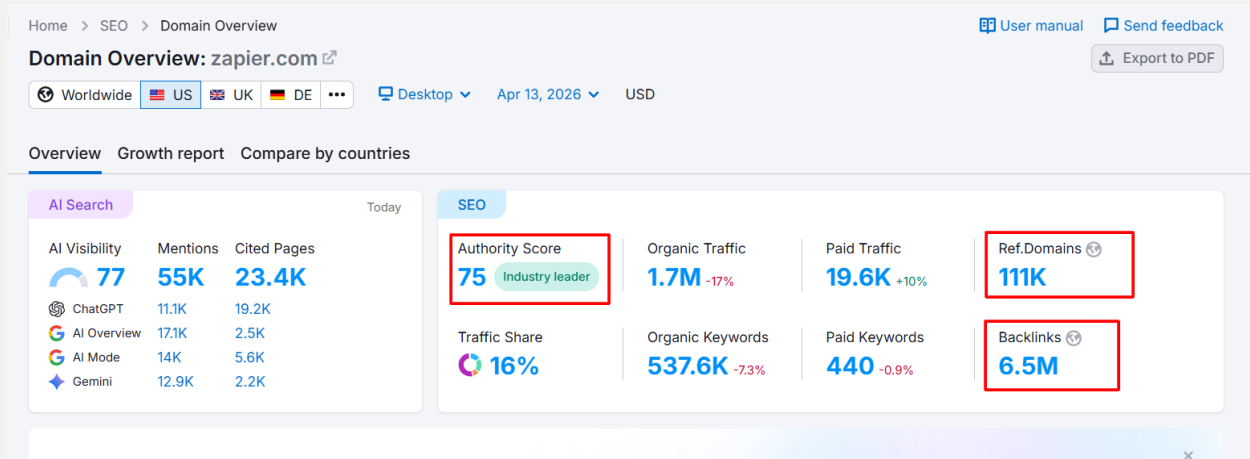 Home > SEO > Domain Overview
User manual
Send feedback
Domain Overview: zapier.com
Export to PDF
Worldwide US UK DE ••• Desktop Apr 13, 2026 USD
Overview Growth report Compare by countries
AI Search
Today
AI Visibility Mentions Cited Pages
77 55K 23.4K
ChatGPT 11.1K 19.2K
AI Overview 17.1K 2.5K
AI Mode 14K 5.6K
Gemini 12.9K 2.2K
SEO
Authority Score Organic Traffic Paid Traffic Ref.Domains
75 Industry leader 1.7M -17% 19.6K +10% 111K
Traffic Share Organic Keywords Paid Keywords Backlinks
16% 537.6K -7.3% 440 -0.9% 6.5M